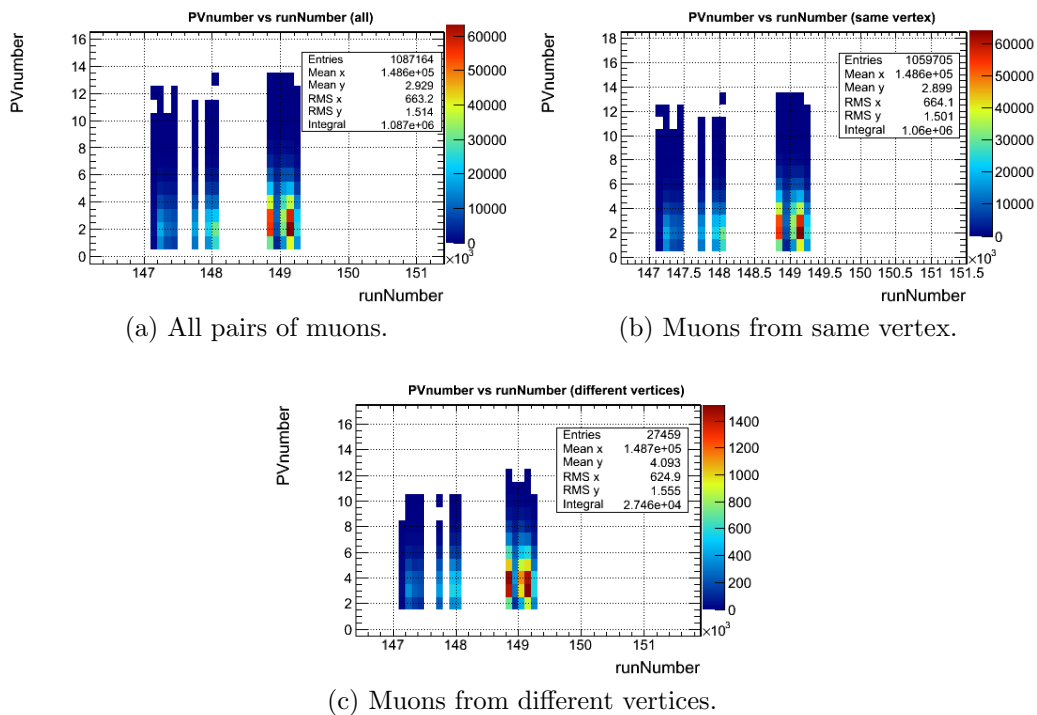 PVnumber vs runNumber (all)
PVnumber
16
14
12
10
8
6
4
2
0
Entries 1087164
Mean x 1.486e+05
Mean y 2.929
RMS x 663.2
RMS y 1.514
Integral 1.087e+06
60000
50000
40000
30000
20000
10000
0
×10³
147 148 149 150 151
runNumber
(a) All pairs of muons.
PVnumber vs runNumber (same vertex)
PVnumber
18
16
14
12
10
8
6
4
2
0
Entries 1059705
Mean x 1.486e+05
Mean y 2.899
RMS x 664.1
RMS y 1.501
Integral 1.06e+06
60000
50000
40000
30000
20000
10000
0
×10³
147 147.5 148 148.5 149 149.5 150 150.5 151 151.5
runNumber
(b) Muons from same vertex.
PVnumber vs runNumber (different vertices)
PVnumber
16
14
12
10
8
6
4
2
0
Entries 27459
Mean x 1.487e+05
Mean y 4.093
RMS x 624.9
RMS y 1.555
Integral 2.746e+04
1400
1200
1000
800
600
400
200
0
×10³
147 148 149 150 151
runNumber
(c) Muons from different vertices.